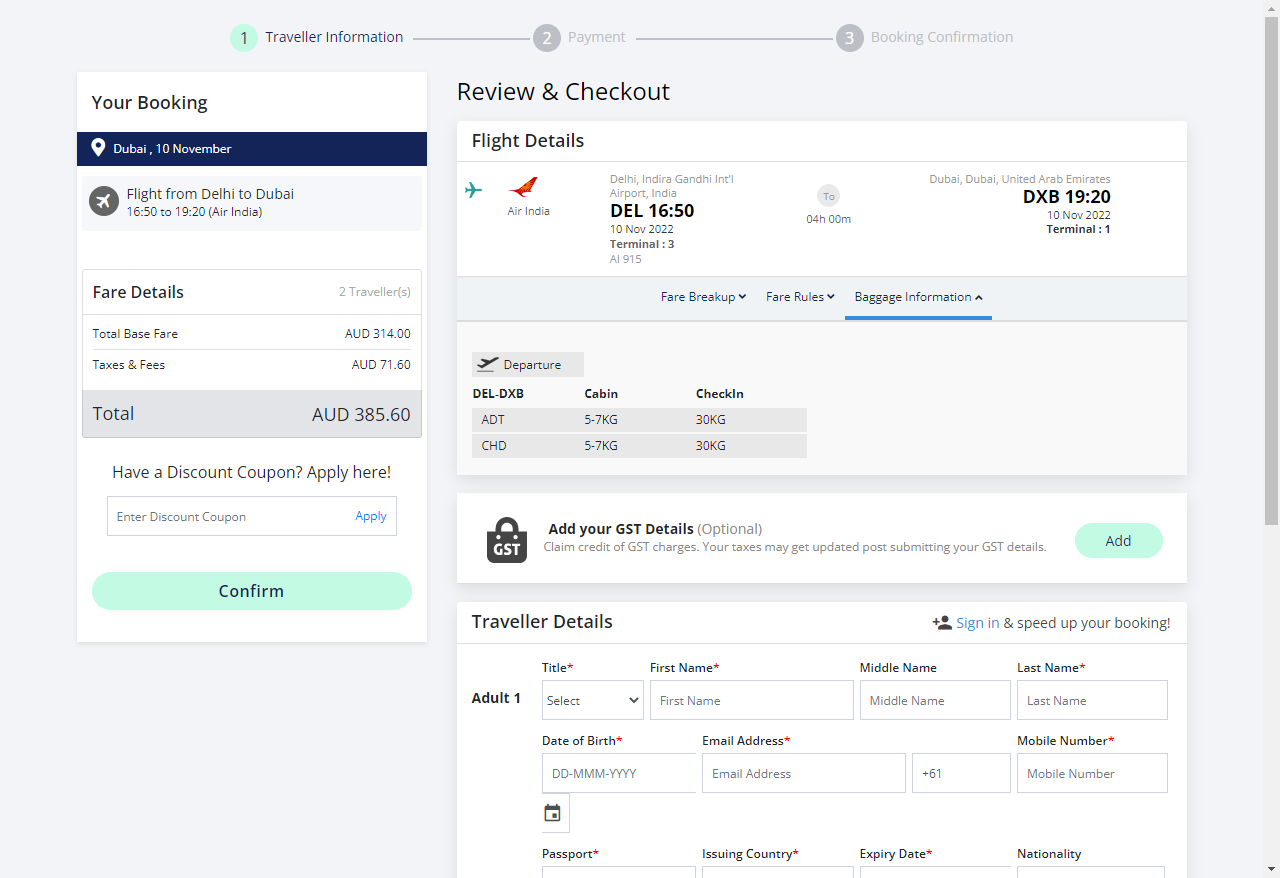 1 Traveller Information 2 Payment 3 Booking Confirmation
Your Booking
Dubai , 10 November
Flight from Delhi to Dubai
16:50 to 19:20 (Air India)
Fare Details 2 Traveller(s)
Total Base Fare AUD 314.00
Taxes & Fees AUD 71.60
Total AUD 385.60
Have a Discount Coupon? Apply here!
Enter Discount Coupon Apply
Confirm
Review & Checkout
Flight Details
Air India
Delhi, Indira Gandhi Int'l
Airport, India
DEL 16:50
10 Nov 2022
Terminal : 3
AI 915
To
04h 00m
Dubai, Dubai, United Arab Emirates
DXB 19:20
10 Nov 2022
Terminal : 1
Fare Breakup Fare Rules Baggage Information
Departure
DEL-DXB Cabin CheckIn
ADT 5-7KG 30KG
CHD 5-7KG 30KG
GST
Add your GST Details (Optional)
Claim credit of GST charges. Your taxes may get updated post submitting your GST details.
Add
Traveller Details Sign in & speed up your booking!
Title* First Name* Middle Name Last Name*
Adult 1 Select First Name Middle Name Last Name
Date of Birth* Email Address* Mobile Number*
DD-MMM-YYYY Email Address +61 Mobile Number
Passport* Issuing Country* Expiry Date* Nationality